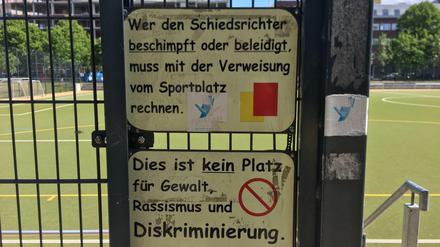 Wer den Schiedsrichter
beschimpft oder beleidigt,
muss mit der Verweisung
vom Sportplatz
rechnen.
Dies ist kein Platz
für Gewalt,
Rassismus und
Diskriminierung.